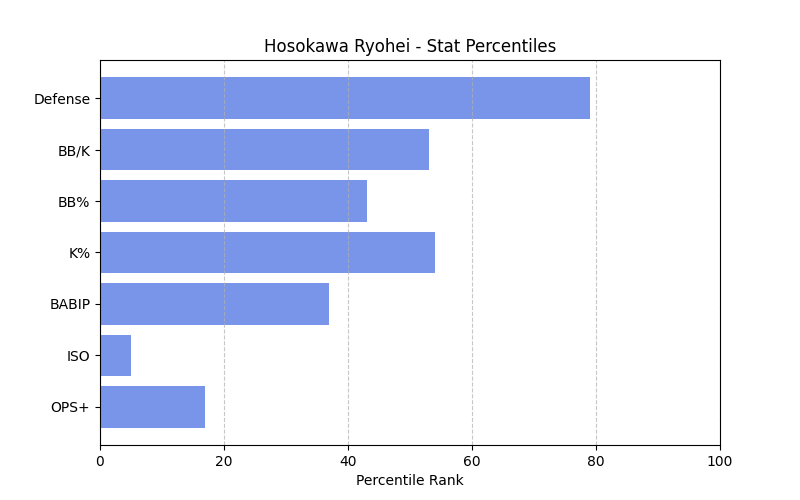 Hosokawa Ryohei - Stat Percentiles
Defense
BB/K
BB%
K%
BABIP
ISO
OPS+
0 20 40 60 80 100
Percentile Rank